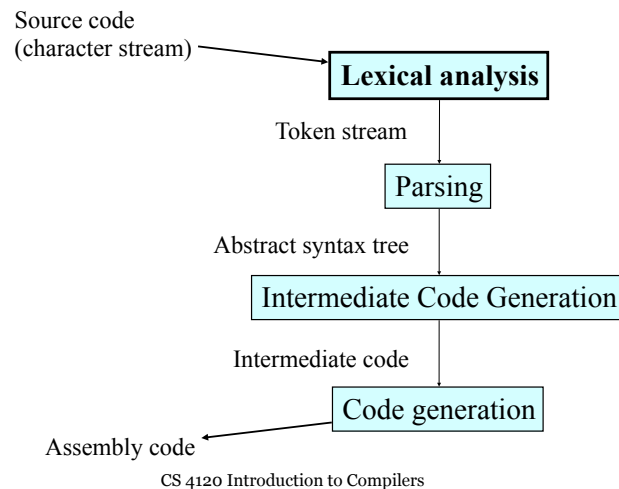 Source code
(character stream)
Lexical analysis
Token stream
Parsing
Abstract syntax tree
Intermediate Code Generation
Intermediate code
Code generation
Assembly code
CS 4120 Introduction to Compilers